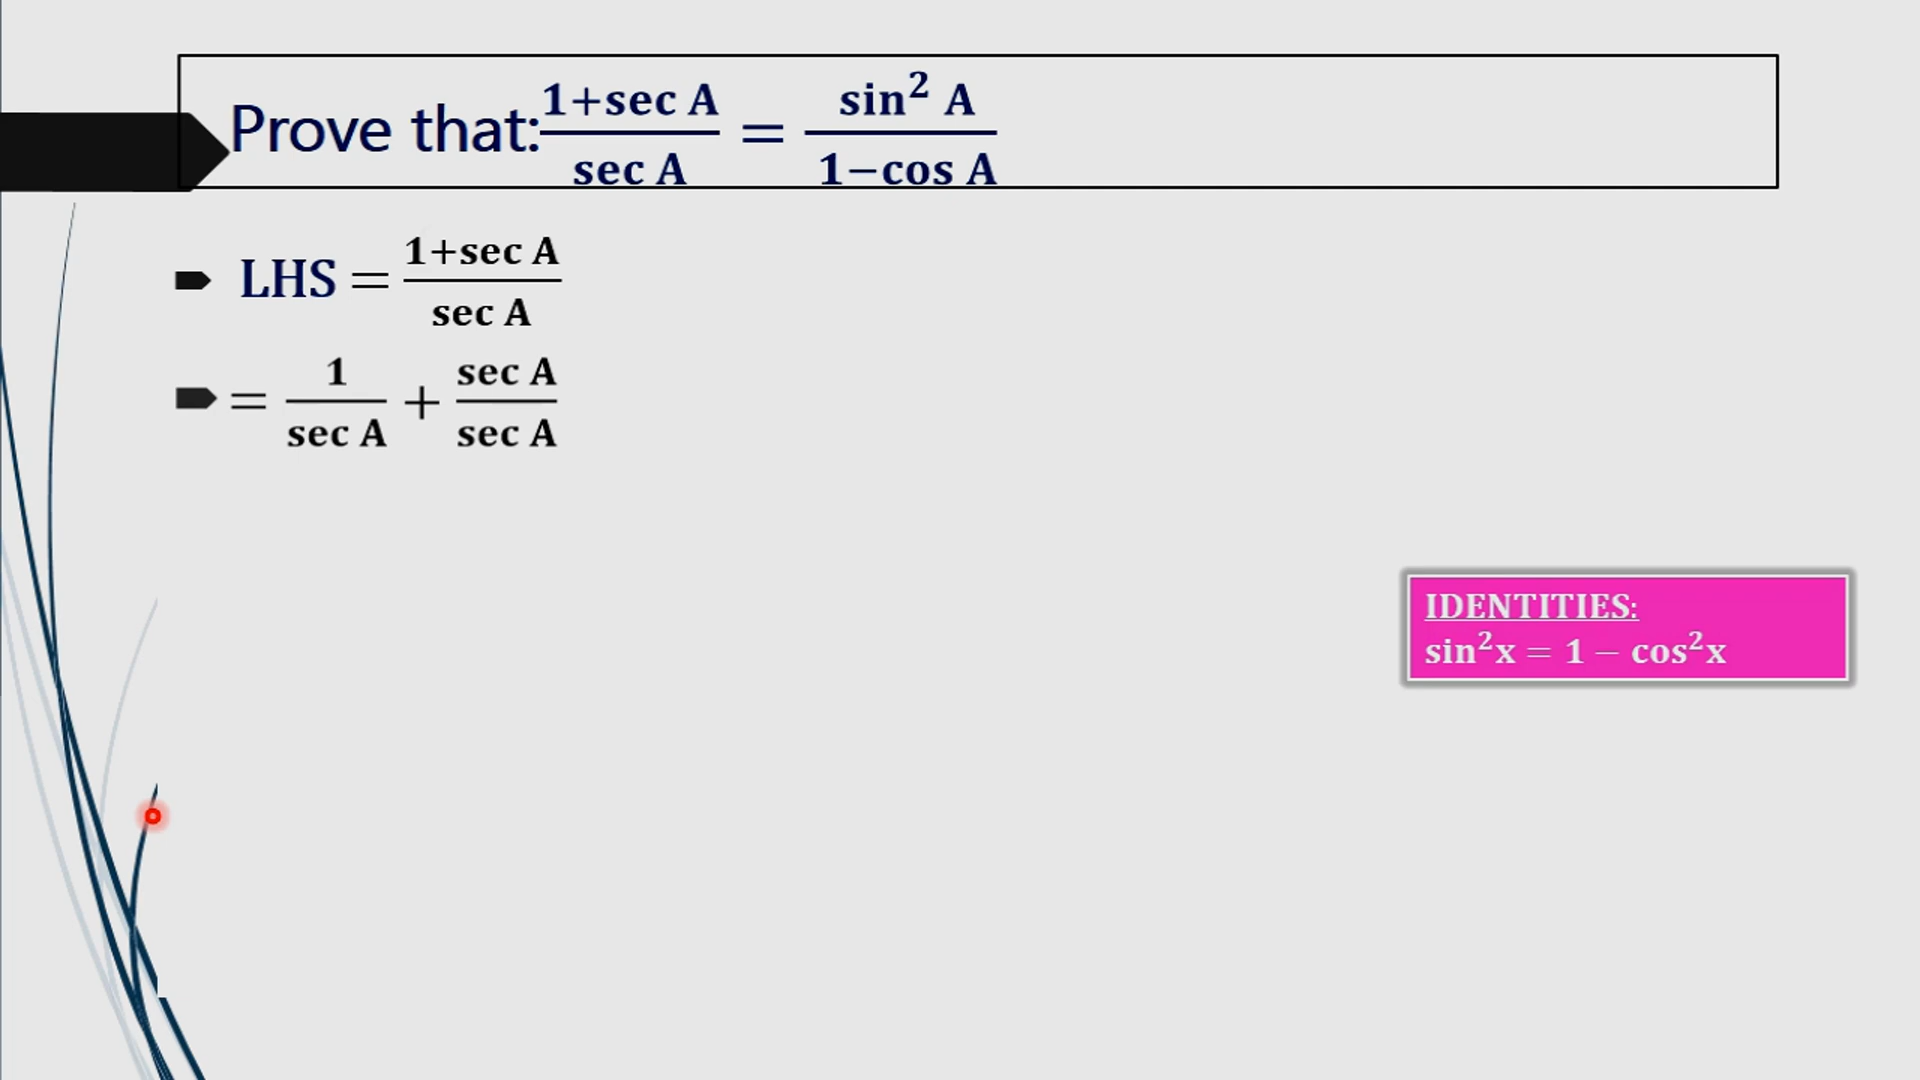 Prove that: (1+sec A)/(sec A) = (sin² A)/(1−cos A)
LHS = (1+sec A)/(sec A)
= 1/(sec A) + (sec A)/(sec A)
IDENTITIES:
sin²x = 1 − cos²x